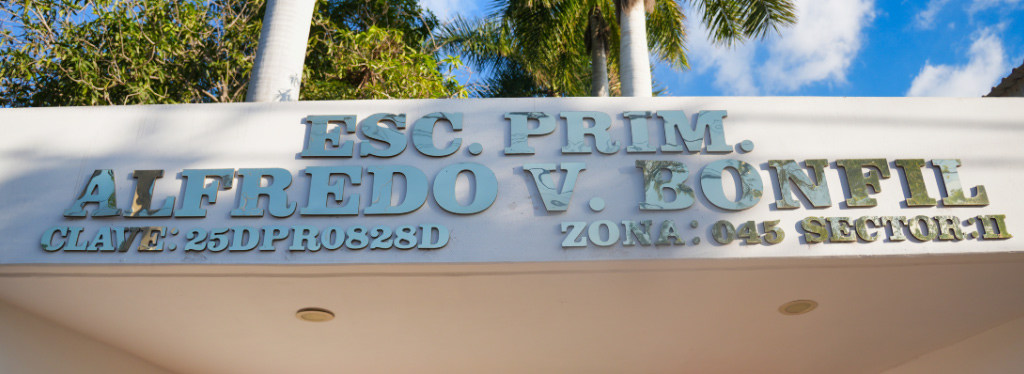 ESC. PRIM.
ALFREDO V. BONFIL
CLAVE: 25DPR0828D ZONA: 045 SECTOR:II